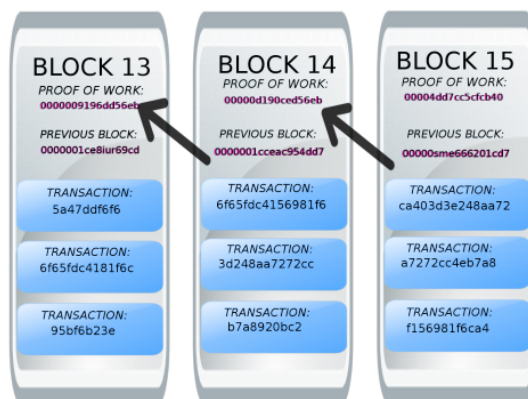 BLOCK 13
PROOF OF WORK:
0000009196dd56eb
PREVIOUS BLOCK:
0000001ce8iur69cd
TRANSACTION:
5a47ddf6f6
TRANSACTION:
6f65fdc4181f6c
TRANSACTION:
95bf6b23e
BLOCK 14
PROOF OF WORK:
00000d190ced56eb
PREVIOUS BLOCK:
0000001cceac954dd7
TRANSACTION:
6f65fdc4156981f6
TRANSACTION:
3d248aa7272cc
TRANSACTION:
b7a8920bc2
BLOCK 15
PROOF OF WORK:
00004dd7cc5cfcb40
PREVIOUS BLOCK:
00000sme666201cd7
TRANSACTION:
ca403d3e248aa72
TRANSACTION:
a7272cc4eb7a8
TRANSACTION:
f156981f6ca4